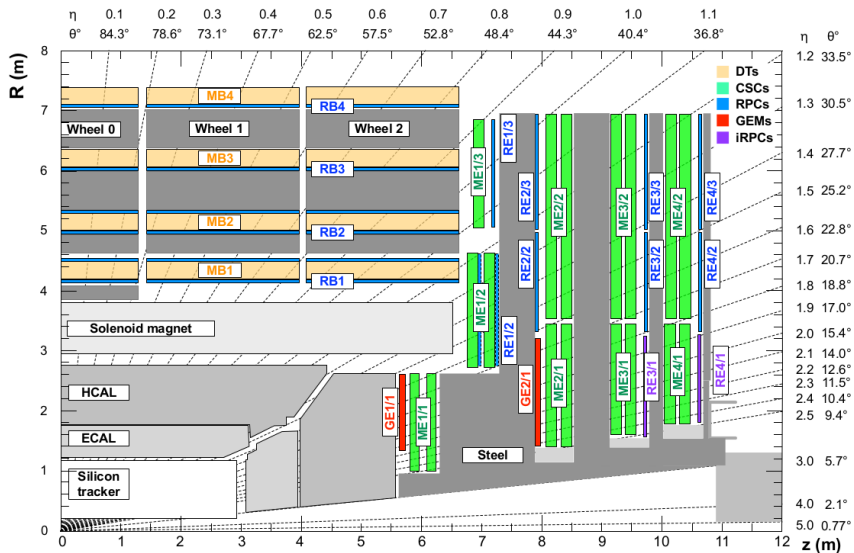 η 0.1 0.2 0.3 0.4 0.5 0.6 0.7 0.8 0.9 1.0 1.1 η θ°
θ° 84.3° 78.6° 73.1° 67.7° 62.5° 57.5° 52.8° 48.4° 44.3° 40.4° 36.8°
R (m)
8
7
6
5
4
3
2
1
0
1.2 33.5°
1.3 30.5°
1.4 27.7°
1.5 25.2°
1.6 22.8°
1.7 20.7°
1.8 18.8°
1.9 17.0°
2.0 15.4°
2.1 14.0°
2.2 12.6°
2.3 11.5°
2.4 10.4°
2.5 9.4°
3.0 5.7°
4.0 2.1°
5.0 0.77°
DTs
CSCs
RPCs
GEMs
iRPCs
MB4
RB4
Wheel 0
Wheel 1
Wheel 2
MB3
RB3
MB2
RB2
MB1
RB1
Solenoid magnet
HCAL
ECAL
Silicon
tracker
Steel
ME1/3
RE1/3
ME1/2
RE1/2
GE1/1
ME1/1
RE2/3
RE2/2
GE2/1
ME2/2
ME2/1
ME3/2
ME3/1
RE3/3
RE3/2
RE3/1
ME4/2
ME4/1
RE4/3
RE4/2
RE4/1
0 1 2 3 4 5 6 7 8 9 10 11 12
z (m)